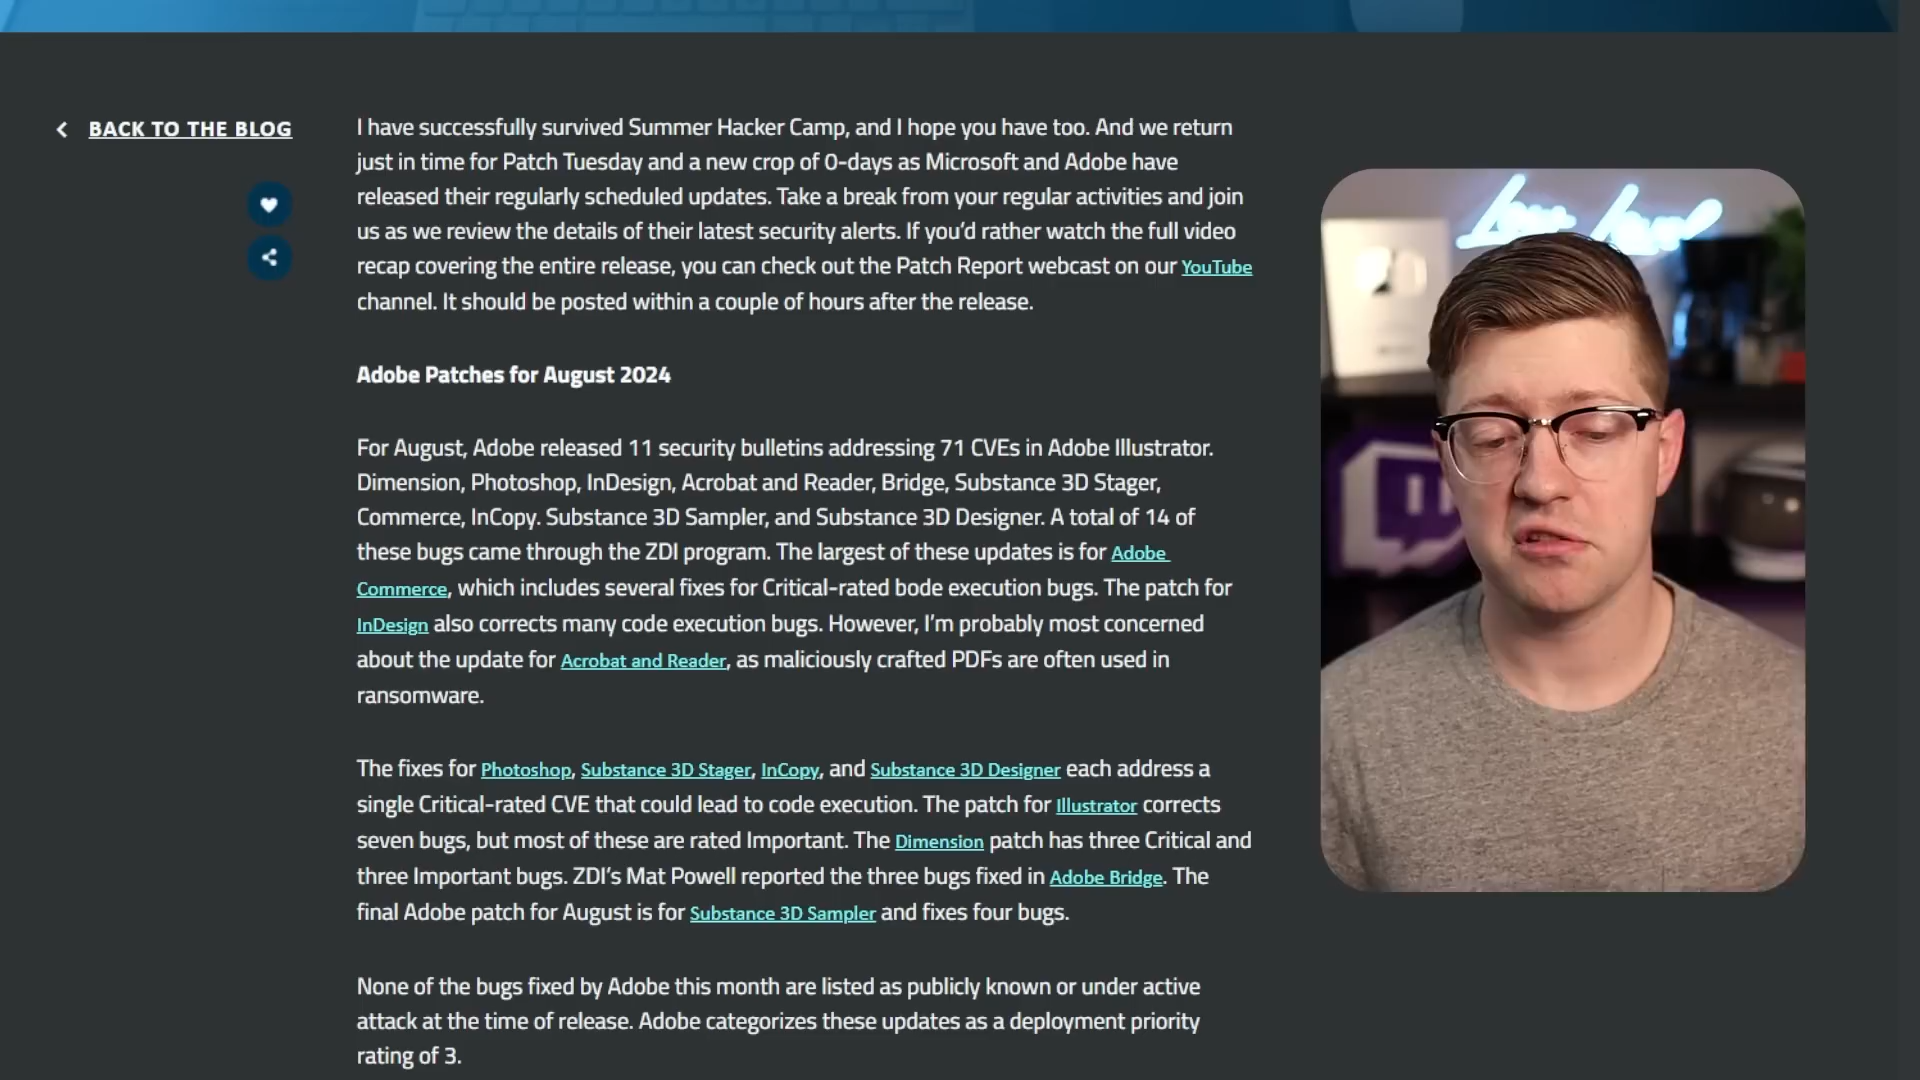 BACK TO THE BLOG
I have successfully survived Summer Hacker Camp, and I hope you have too. And we return
just in time for Patch Tuesday and a new crop of 0-days as Microsoft and Adobe have
released their regularly scheduled updates. Take a break from your regular activities and join
us as we review the details of their latest security alerts. If you’d rather watch the full video
recap covering the entire release, you can check out the Patch Report webcast on our YouTube
channel. It should be posted within a couple of hours after the release.
Adobe Patches for August 2024
For August, Adobe released 11 security bulletins addressing 71 CVEs in Adobe Illustrator.
Dimension, Photoshop, InDesign, Acrobat and Reader, Bridge, Substance 3D Stager,
Commerce, InCopy. Substance 3D Sampler, and Substance 3D Designer. A total of 14 of
these bugs came through the ZDI program. The largest of these updates is for Adobe
Commerce, which includes several fixes for Critical-rated bode execution bugs. The patch for
InDesign also corrects many code execution bugs. However, I’m probably most concerned
about the update for Acrobat and Reader, as maliciously crafted PDFs are often used in
ransomware.
The fixes for Photoshop, Substance 3D Stager, InCopy, and Substance 3D Designer each address a
single Critical-rated CVE that could lead to code execution. The patch for Illustrator corrects
seven bugs, but most of these are rated Important. The Dimension patch has three Critical and
three Important bugs. ZDI’s Mat Powell reported the three bugs fixed in Adobe Bridge. The
final Adobe patch for August is for Substance 3D Sampler and fixes four bugs.
None of the bugs fixed by Adobe this month are listed as publicly known or under active
attack at the time of release. Adobe categorizes these updates as a deployment priority
rating of 3.